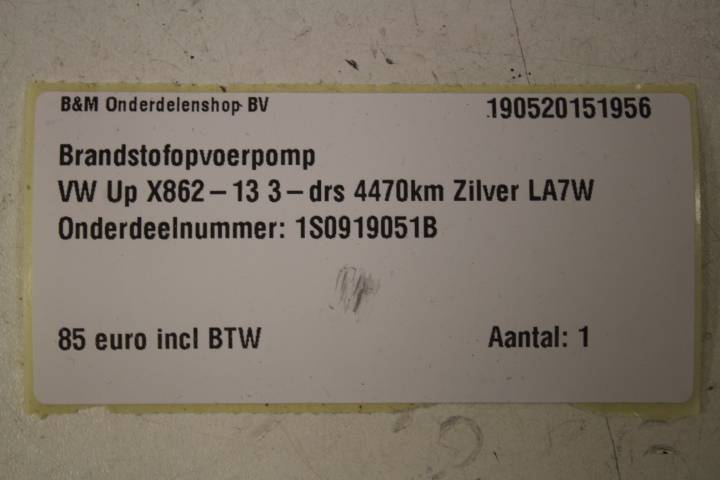 B&M Onderdelenshop BV 190520151956
Brandstofopvoerpomp
VW Up X862-13 3-drs 4470km Zilver LA7W
Onderdeelnummer: 1S0919051B
85 euro incl BTW Aantal: 1